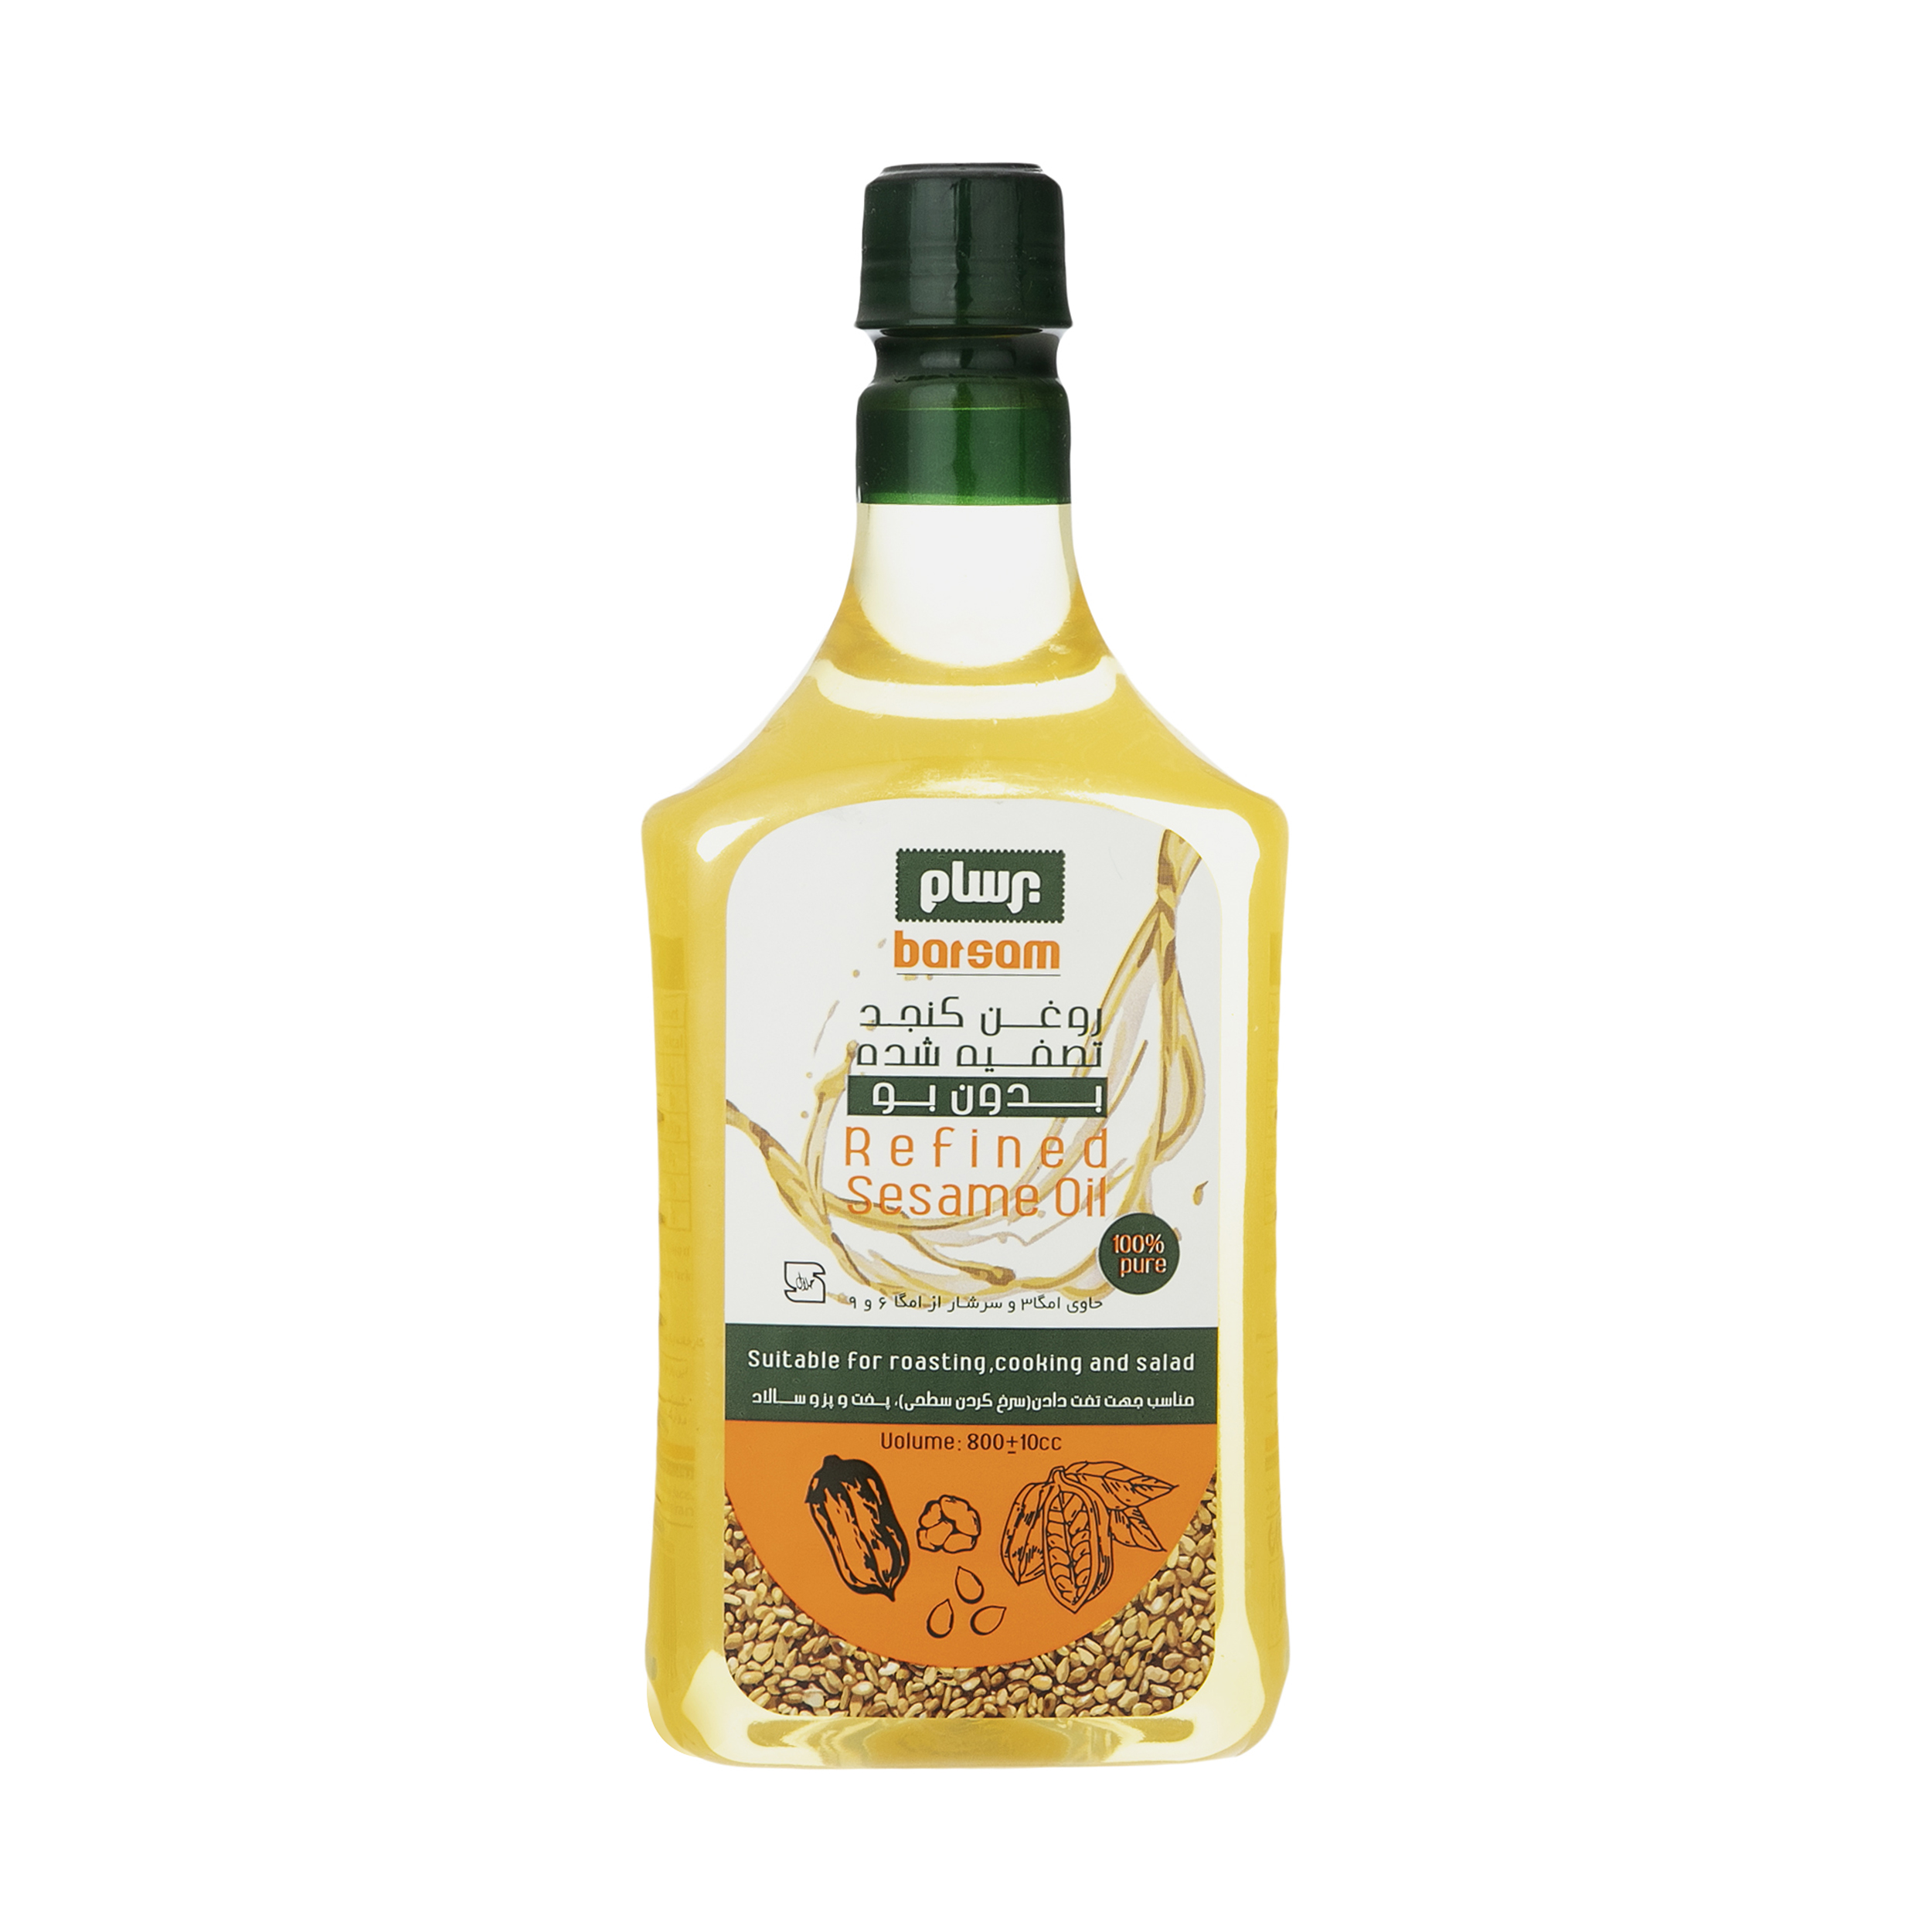 برسام
barsam
روغن کنجد
تصفیه شده
بدون بو
Refined
Sesame Oil
100%
pure
حاوی امگا۳ و سرشار از امگا ۶ و ۹
Suitable for roasting,cooking and salad
مناسب جهت تفت دادن(سرخ کردن سطحی)، پخت و پز و سالاد
Volume: 800±10cc